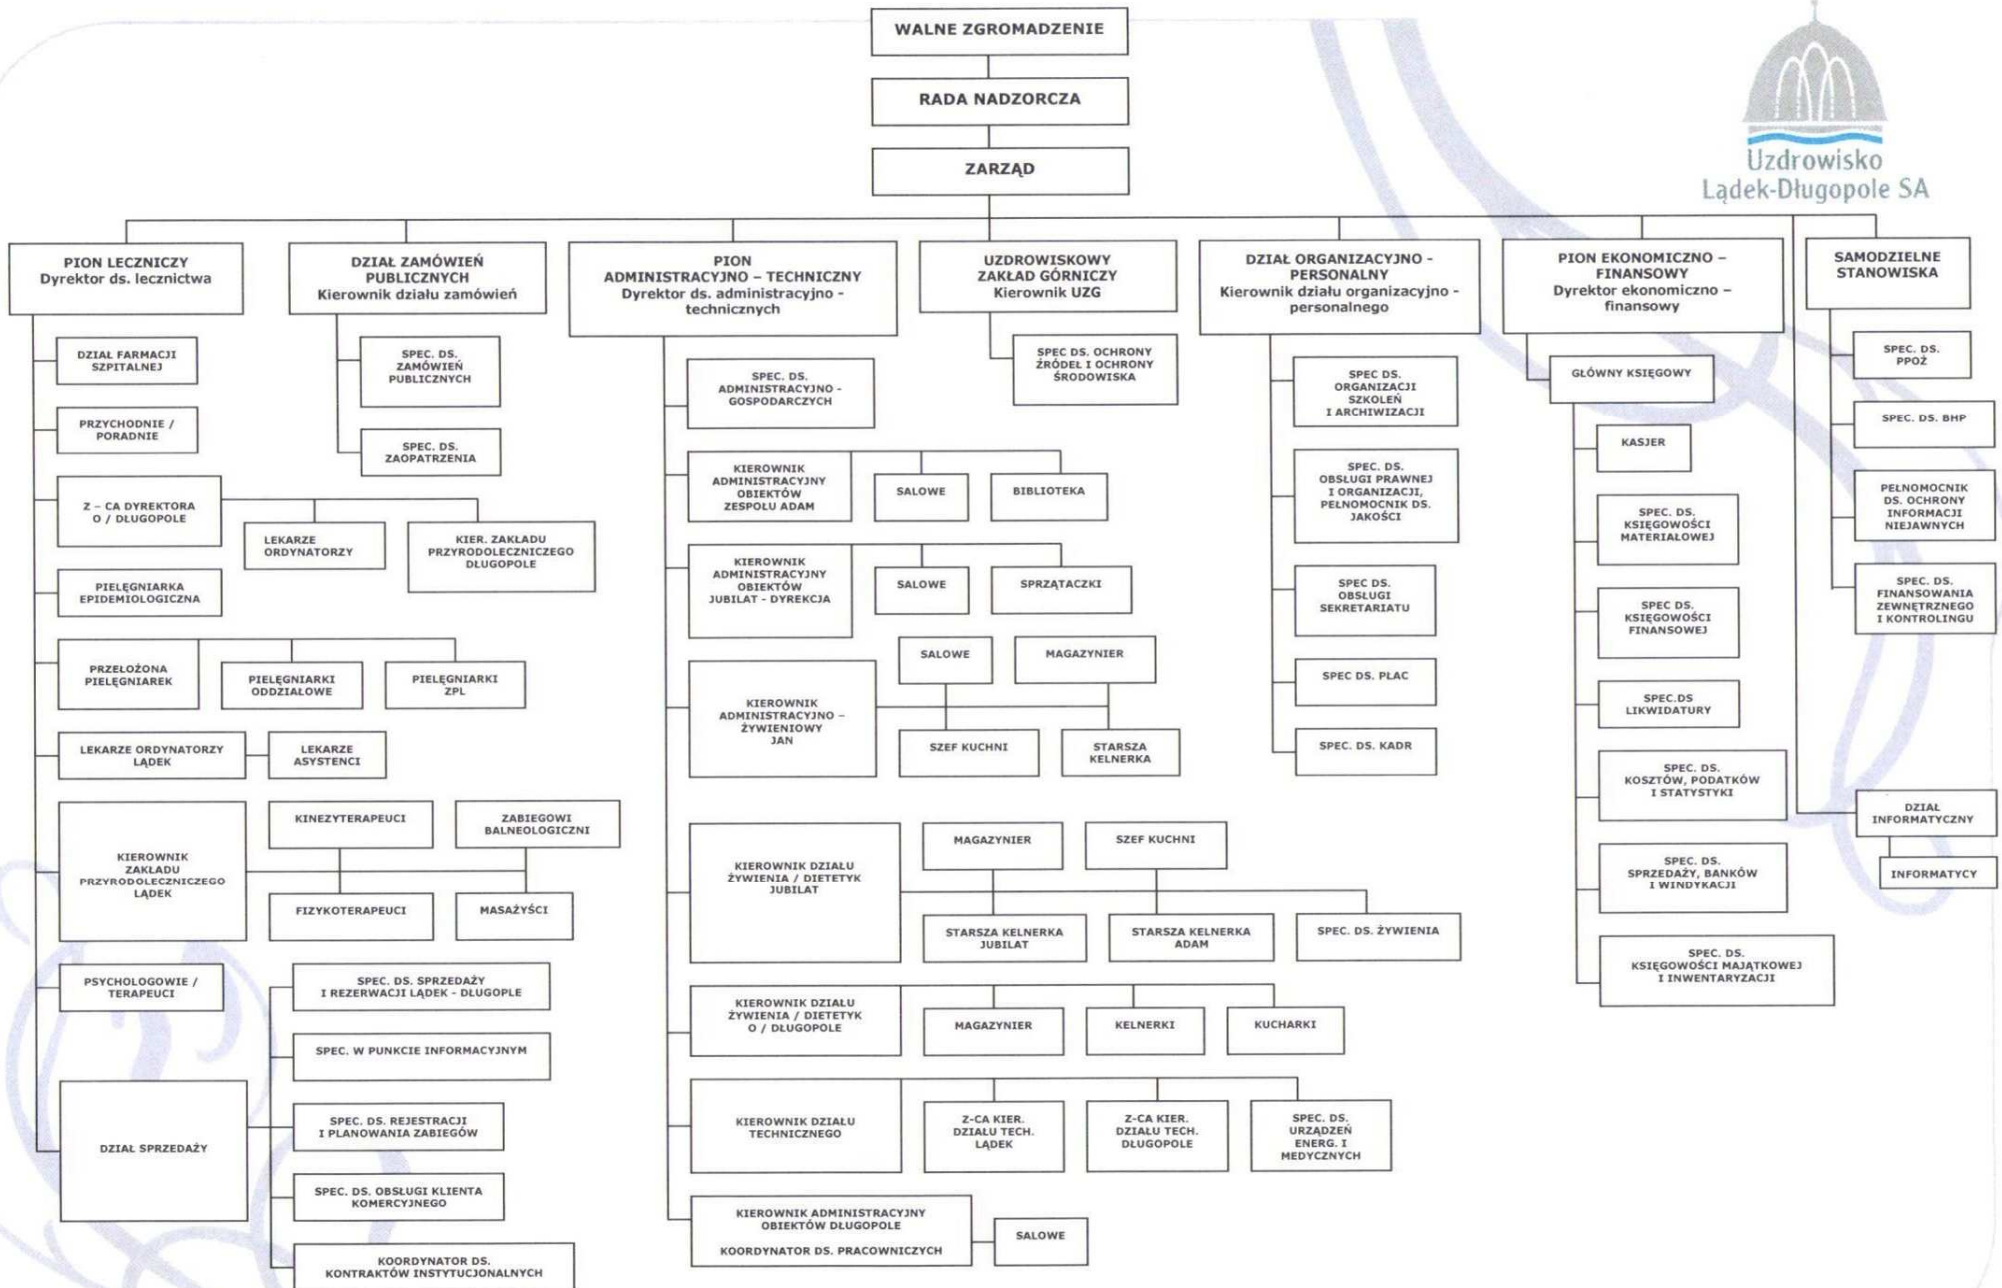 WALNE ZGROMADZENIE
RADA NADZORCZA
ZARZĄD
Uzdrowisko
Lądek-Długopole SA
PION LECZNICZY
Dyrektor ds. lecznictwa
DZIAŁ FARMACJI
SZPITALNEJ
PRZYCHODNIE /
PORADNIE
Z – CA DYREKTORA
O / DŁUGOPOLE
LEKARZE
ORDYNATORZY
KIER. ZAKŁADU
PRZYRODOLECZNICZEGO
DŁUGOPOLE
PIELĘGNIARKA
EPIDEMIOLOGICZNA
PRZEŁOŻONA
PIELĘGNIAREK
PIELĘGNIARKI
ODDZIAŁOWE
PIELĘGNIARKI
ZPL
LEKARZE ORDYNATORZY
LĄDEK
LEKARZE
ASYSTENCI
KIEROWNIK
ZAKŁADU
PRZYRODOLECZNICZEGO
LĄDEK
KINEZYTERAPEUCI
ZABIEGOWI
BALNEOLOGICZNI
FIZYKOTERAPEUCI
MASAŻYŚCI
PSYCHOLOGOWIE /
TERAPEUCI
DZIAŁ SPRZEDAŻY
SPEC. DS. SPRZEDAŻY
I REZERWACJI LĄDEK - DŁUGOPLE
SPEC. W PUNKCIE INFORMACYJNYM
SPEC. DS. REJESTRACJI
I PLANOWANIA ZABIEGÓW
SPEC. DS. OBSŁUGI KLIENTA
KOMERCYJNEGO
KOORDYNATOR DS.
KONTRAKTÓW INSTYTUCJONALNYCH
DZIAŁ ZAMÓWIEŃ
PUBLICZNYCH
Kierownik działu zamówień
SPEC. DS.
ZAMÓWIEŃ
PUBLICZNYCH
SPEC. DS.
ZAOPATRZENIA
PION
ADMINISTRACYJNO – TECHNICZNY
Dyrektor ds. administracyjno -
technicznych
SPEC. DS.
ADMINISTRACYJNO -
GOSPODARCZYCH
KIEROWNIK
ADMINISTRACYJNY
OBIEKTÓW
ZESPOŁU ADAM
SALOWE
BIBLIOTEKA
KIEROWNIK
ADMINISTRACYJNY
OBIEKTÓW
JUBILAT - DYREKCJA
SALOWE
SPRZĄTACZKI
KIEROWNIK
ADMINISTRACYJNO –
ŻYWIENIOWY
JAN
SALOWE
MAGAZYNIER
SZEF KUCHNI
STARSZA
KELNERKA
KIEROWNIK DZIAŁU
ŻYWIENIA / DIETETYK
JUBILAT
MAGAZYNIER
SZEF KUCHNI
STARSZA KELNERKA
JUBILAT
STARSZA KELNERKA
ADAM
SPEC. DS. ŻYWIENIA
KIEROWNIK DZIAŁU
ŻYWIENIA / DIETETYK
O / DŁUGOPOLE
MAGAZYNIER
KELNERKI
KUCHARKI
KIEROWNIK DZIAŁU
TECHNICZNEGO
Z-CA KIER.
DZIAŁU TECH.
LĄDEK
Z-CA KIER.
DZIAŁU TECH.
DŁUGOPOLE
SPEC. DS.
URZĄDZEŃ
ENERG. I
MEDYCZNYCH
KIEROWNIK ADMINISTRACYJNY
OBIEKTÓW DŁUGOPOLE
KOORDYNATOR DS. PRACOWNICZYCH
SALOWE
UZDROWISKOWY
ZAKŁAD GÓRNICZY
Kierownik UZG
SPEC DS. OCHRONY
ŹRÓDEŁ I OCHRONY
ŚRODOWISKA
DZIAŁ ORGANIZACYJNO -
PERSONALNY
Kierownik działu organizacyjno -
personalnego
SPEC DS.
ORGANIZACJI
SZKOLEŃ
I ARCHIWIZACJI
SPEC. DS.
OBSŁUGI PRAWNEJ
I ORGANIZACJI,
PEŁNOMOCNIK DS.
JAKOŚCI
SPEC DS.
OBSŁUGI
SEKRETARIATU
SPEC DS. PŁAC
SPEC. DS. KADR
PION EKONOMICZNO –
FINANSOWY
Dyrektor ekonomiczno –
finansowy
GŁÓWNY KSIĘGOWY
KASJER
SPEC. DS.
KSIĘGOWOŚCI
MATERIAŁOWEJ
SPEC DS.
KSIĘGOWOŚCI
FINANSOWEJ
SPEC.DS
LIKWIDATURY
SPEC. DS.
KOSZTÓW, PODATKÓW
I STATYSTYKI
SPEC. DS.
SPRZEDAŻY, BANKÓW
I WINDYKACJI
SPEC. DS.
KSIĘGOWOŚCI MAJĄTKOWEJ
I INWENTARYZACJI
SAMODZIELNE
STANOWISKA
SPEC. DS.
PPOŻ
SPEC. DS. BHP
PEŁNOMOCNIK
DS. OCHRONY
INFORMACJI
NIEJAWNYCH
SPEC. DS.
FINANSOWANIA
ZEWNĘTRZNEGO
I KONTROLINGU
DZIAŁ
INFORMATYCZNY
INFORMATYCY